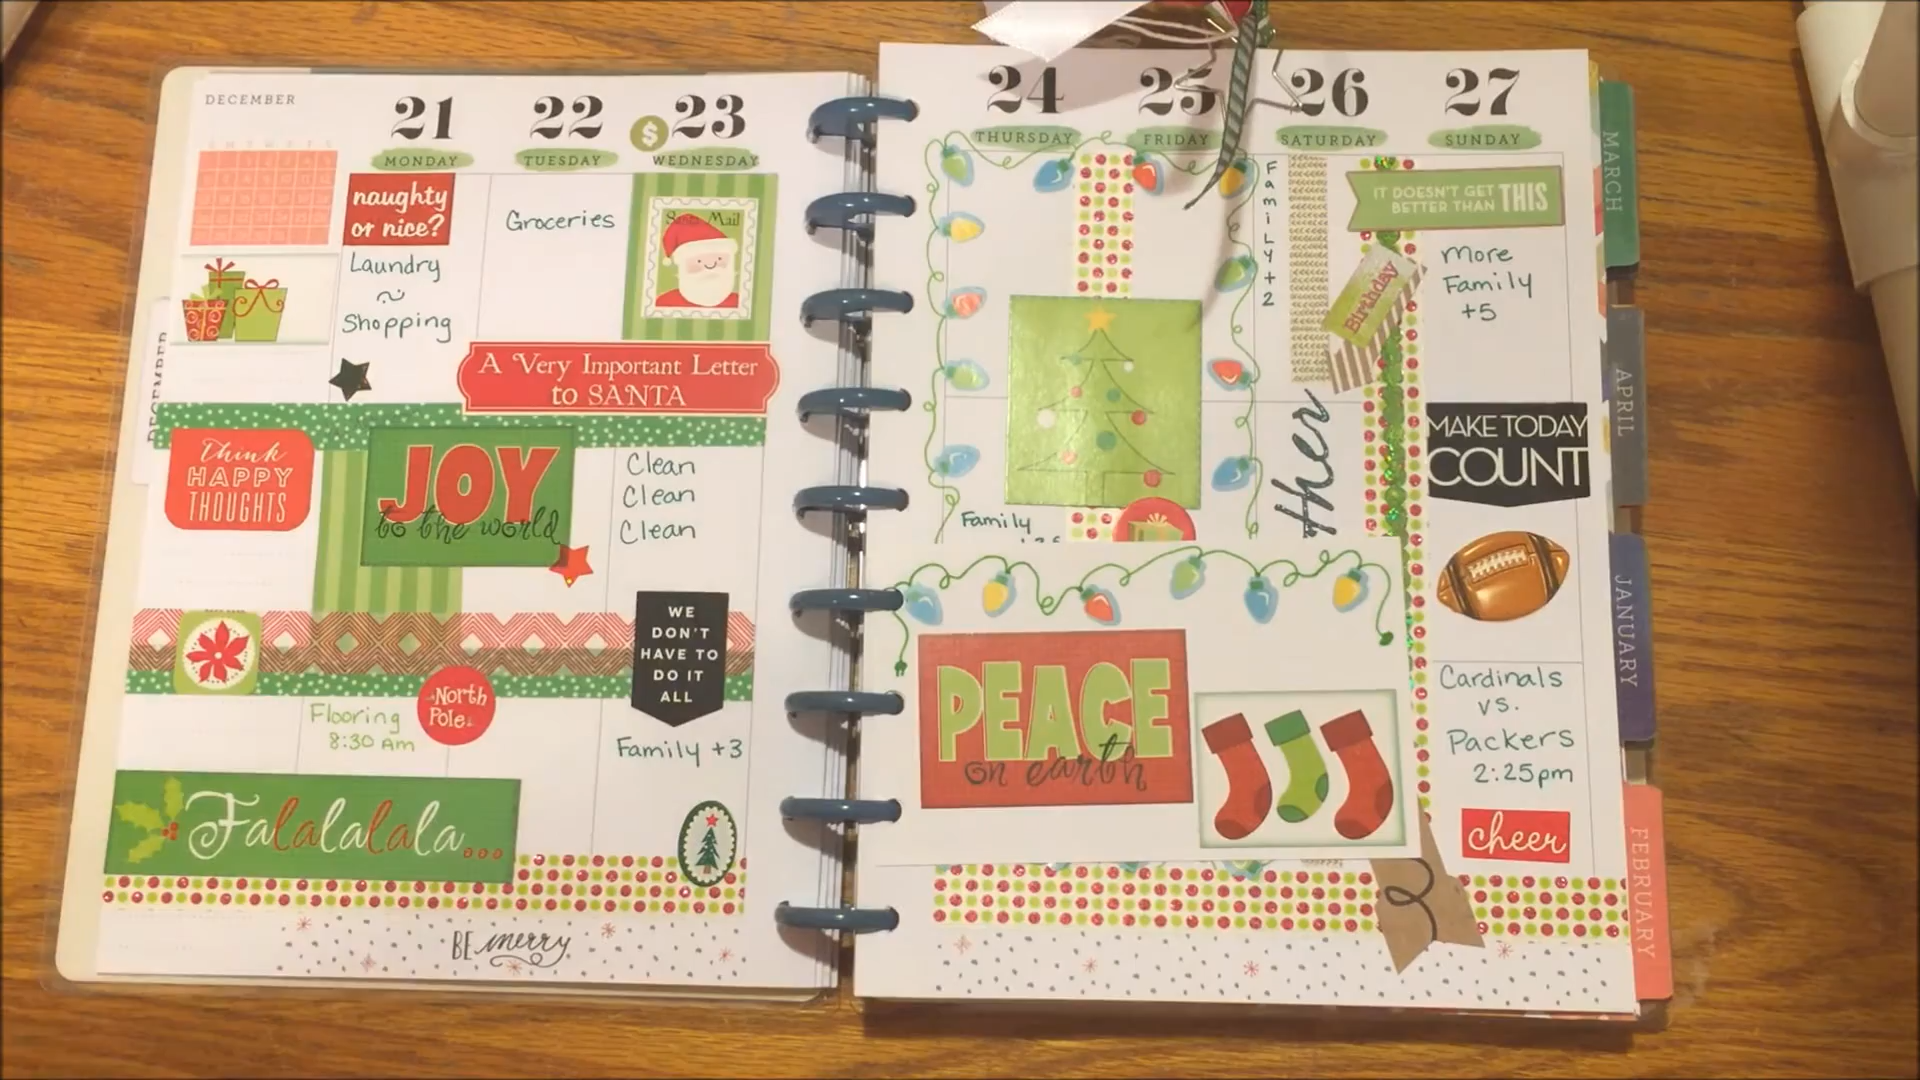 DECEMBER
21
MONDAY
22
TUESDAY
$
23
WEDNESDAY
naughty
or nice?
Laundry
~
Shopping
Groceries
Santa Mail
A Very Important Letter
to SANTA
DECEMBER
think
HAPPY
THOUGHTS
JOY
to the world
Clean
Clean
Clean
WE
DON'T
HAVE TO
DO IT
ALL
North
Pole
Flooring
8:30 Am
Family +3
Falalalala...
BE merry
24
THURSDAY
25
FRIDAY
26
SATURDAY
27
SUNDAY
Family +2
Birthday
IT DOESN'T GET
BETTER THAN THIS
More
Family
+5
ther
MAKE TODAY
COUNT
Family
PEACE
on earth
Cardinals
vs.
Packers
2:25pm
cheer
MARCH
APRIL
JANUARY
FEBRUARY